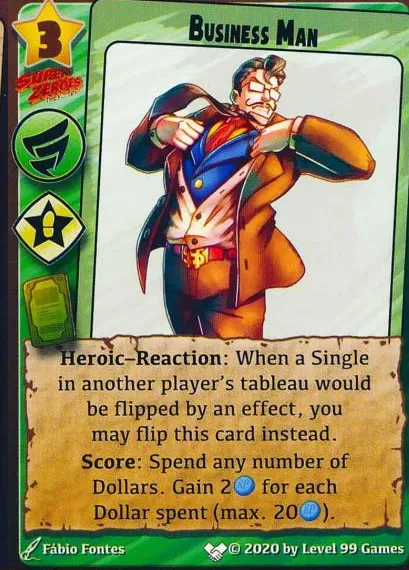 3
BUSINESS MAN
SUPER
ZEROES
Heroic–Reaction: When a Single
in another player's tableau would
be flipped by an effect, you
may flip this card instead.
Score: Spend any number of
Dollars. Gain 2 for each
Dollar spent (max. 20).
Fábio Fontes
© 2020 by Level 99 Games